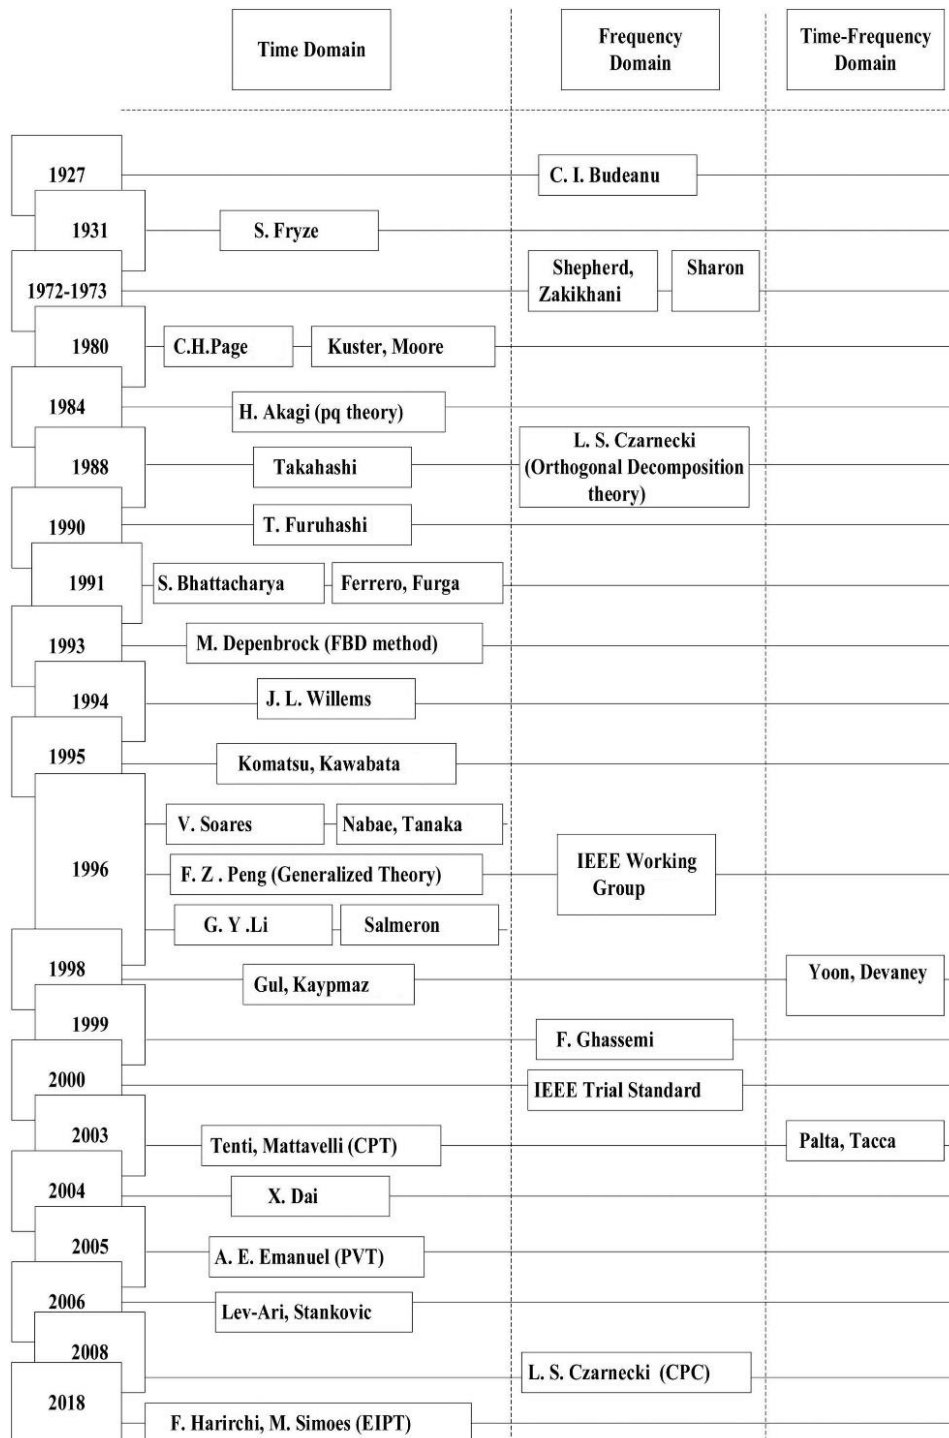 Time Domain
Frequency
Domain
Time-Frequency
Domain
1927
C. I. Budeanu
1931
S. Fryze
1972-1973
Shepherd,
Zakikhani
Sharon
1980
C.H.Page
Kuster, Moore
1984
H. Akagi (pq theory)
1988
Takahashi
L. S. Czarnecki
(Orthogonal Decomposition
theory)
1990
T. Furuhashi
1991
S. Bhattacharya
Ferrero, Furga
1993
M. Depenbrock (FBD method)
1994
J. L. Willems
1995
Komatsu, Kawabata
1996
V. Soares
Nabae, Tanaka
F. Z . Peng (Generalized Theory)
IEEE Working
Group
G. Y .Li
Salmeron
1998
Gul, Kaypmaz
Yoon, Devaney
1999
F. Ghassemi
2000
IEEE Trial Standard
2003
Tenti, Mattavelli (CPT)
Palta, Tacca
2004
X. Dai
2005
A. E. Emanuel (PVT)
2006
Lev-Ari, Stankovic
2008
L. S. Czarnecki (CPC)
2018
F. Harirchi, M. Simoes (EIPT)